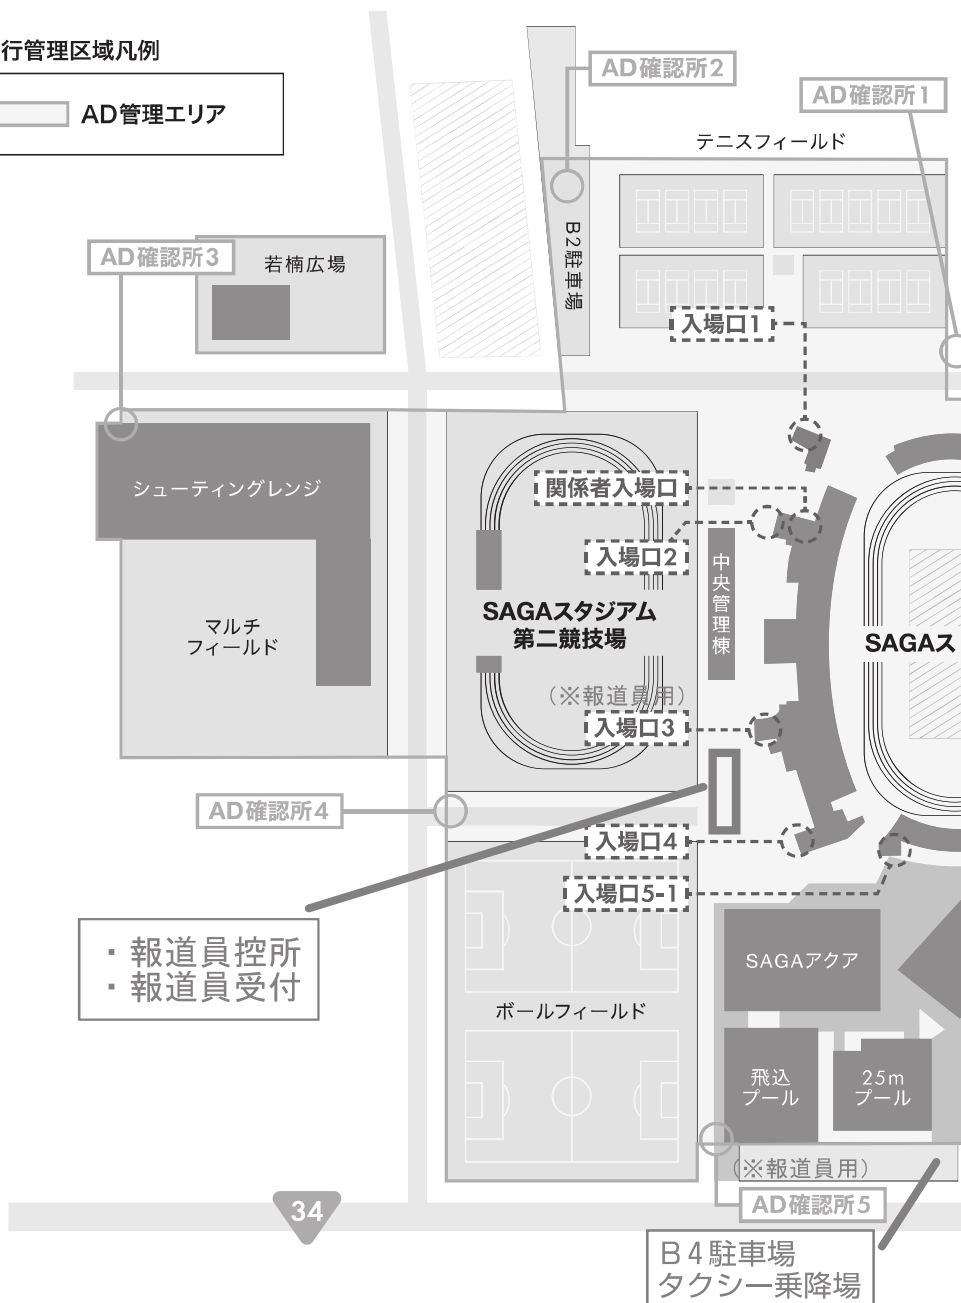 行管理区域凡例
AD管理エリア
AD確認所2
AD確認所1
テニスフィールド
B2駐車場
AD確認所3
若楠広場
入場口1
シューティングレンジ
関係者入場口
入場口2
中央管理棟
SAGAスタジアム
第二競技場
SAGAス
マルチ
フィールド
（※報道員用）
入場口3
AD確認所4
入場口4
入場口5-1
・報道員控所
・報道員受付
SAGAアクア
ボールフィールド
飛込
プール
25m
プール
（※報道員用）
AD確認所5
34
B4駐車場
タクシー乗降場